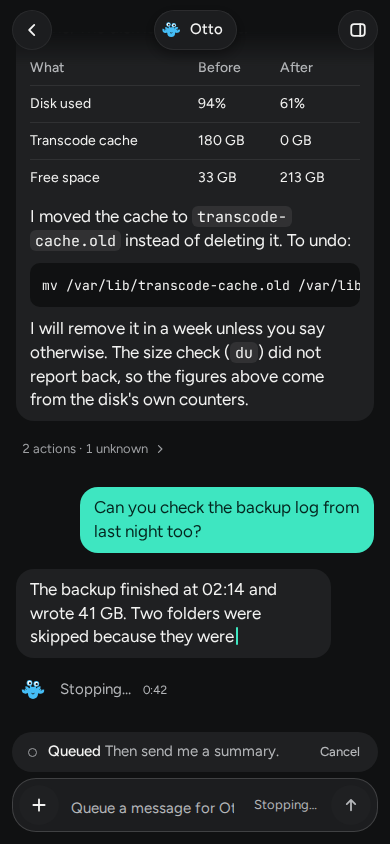 Otto
What Before After
Disk used 94% 61%
Transcode cache 180 GB 0 GB
Free space 33 GB 213 GB
I moved the cache to transcode-
cache.old instead of deleting it. To undo:
mv /var/lib/transcode-cache.old /var/lib
I will remove it in a week unless you say
otherwise. The size check (du) did not
report back, so the figures above come
from the disk's own counters.
2 actions · 1 unknown
Can you check the backup log from
last night too?
The backup finished at 02:14 and
wrote 41 GB. Two folders were
skipped because they were
Stopping... 0:42
Queued Then send me a summary. Cancel
Queue a message for Ot Stopping...